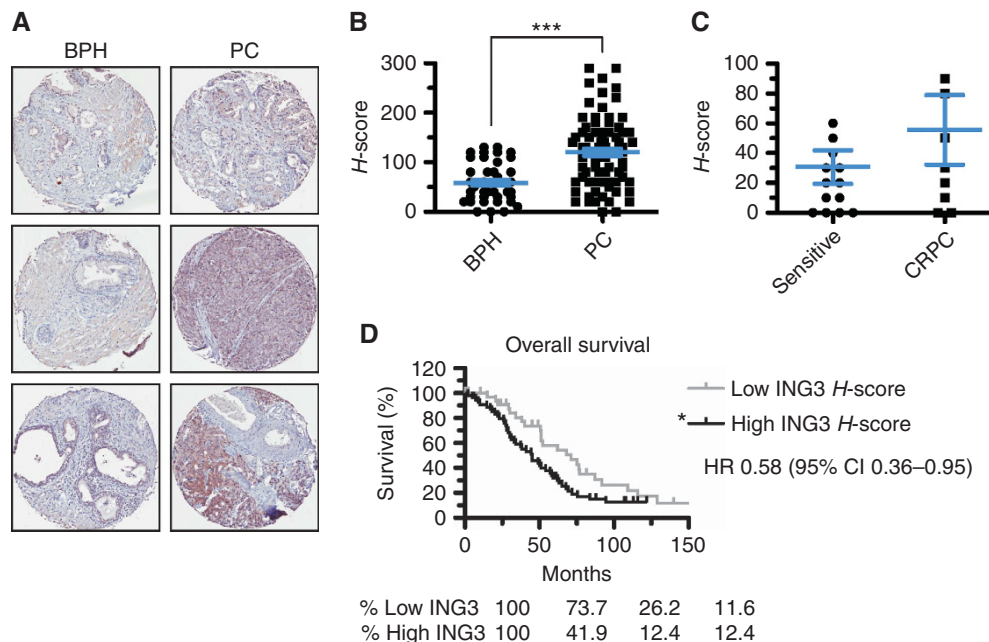 A
BPH
PC
B
***
H-score
300
200
100
0
BPH
PC
C
H-score
100
80
60
40
20
0
Sensitive
CRPC
D
Overall survival
Survival (%)
120
100
80
60
40
20
0
0
50
100
150
Months
Low ING3 H-score
* High ING3 H-score
HR 0.58 (95% CI 0.36–0.95)
% Low ING3 100 73.7 26.2 11.6
% High ING3 100 41.9 12.4 12.4